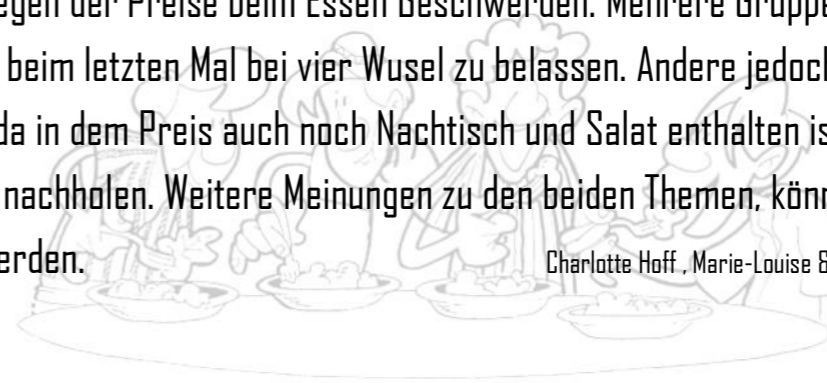 egen der Preise beim Essen Beschwerden. Mehrere Gruppe
beim letzten Mal bei vier Wusel zu belassen. Andere jedoch
da in dem Preis auch noch Nachtisch und Salat enthalten is
nachholen. Weitere Meinungen zu den beiden Themen, könn
erden. Charlotte Hoff , Marie-Louise &